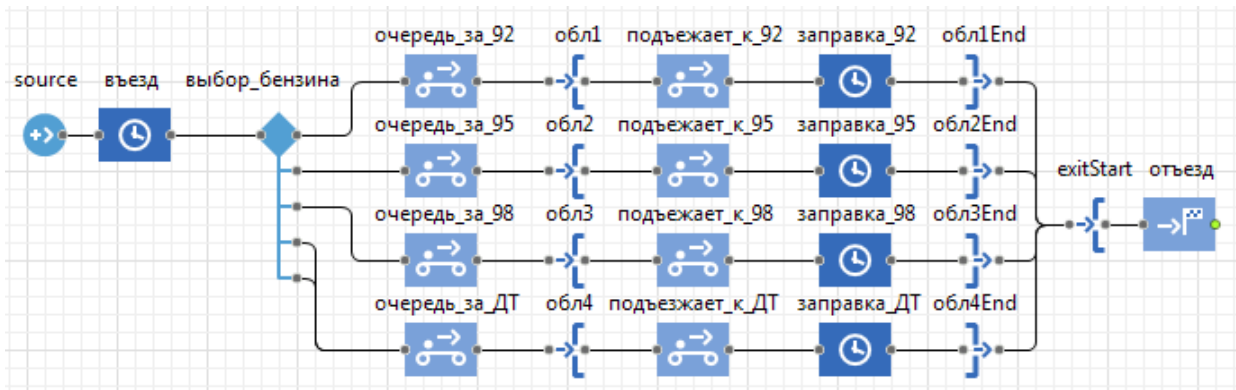 очередь_за_92 обл1 подъежает_к_92 заправка_92 обл1End
source въезд выбор_бензина
очередь_за_95 обл2 подъежает_к_95 заправка_95 обл2End
exitStart отъезд
очередь_за_98 обл3 подъежает_к_98 заправка_98 обл3End
очередь_за_ДТ обл4 подъезжает_к_ДТ заправка_ДТ обл4End